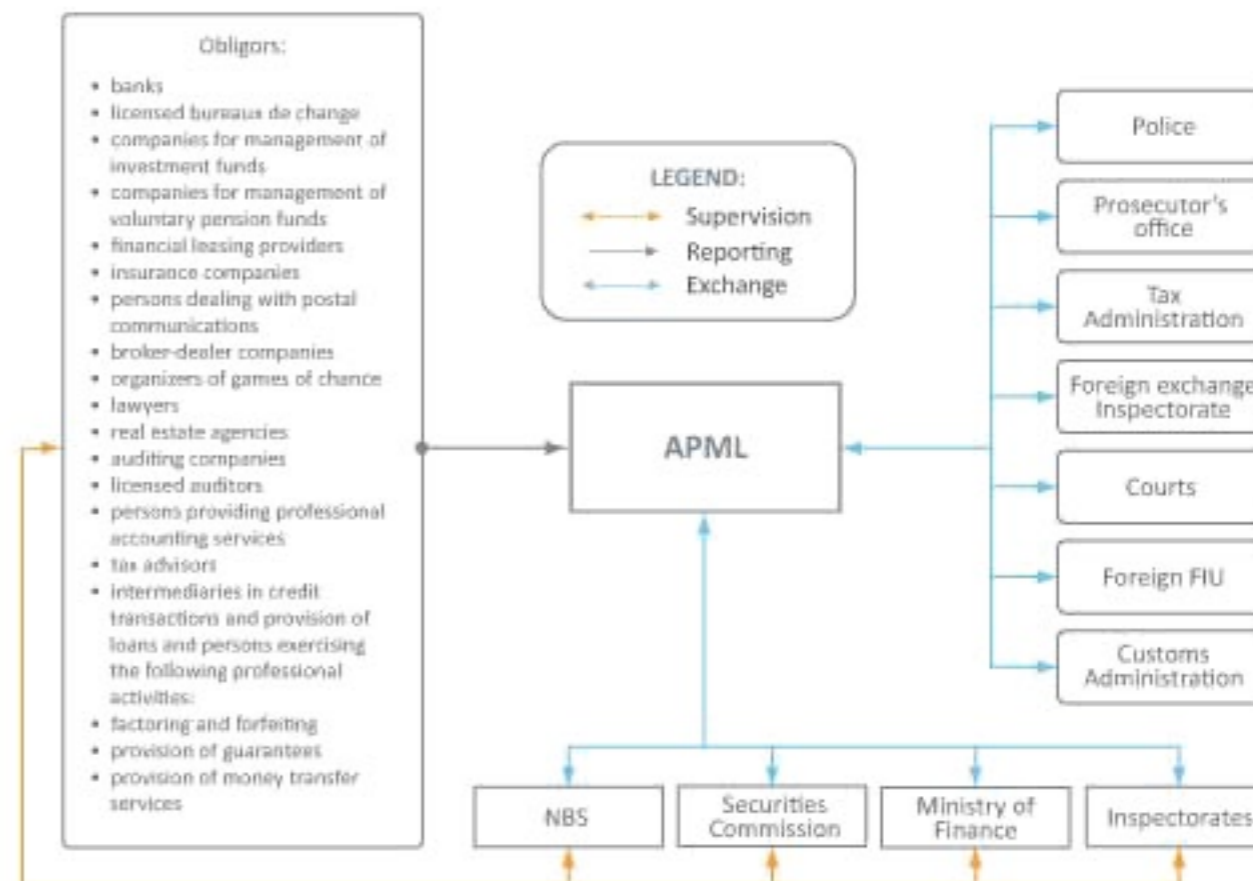 Obligors:
• banks
• licensed bureaux de change
• companies for management of
investment funds
• companies for management of
voluntary pension funds
• financial leasing providers
• insurance companies
• persons dealing with postal
communications
• broker-dealer companies
• organizers of games of chance
• lawyers
• real estate agencies
• auditing companies
• licensed auditors
• persons providing professional
accounting services
• tax advisors
• intermediaries in credit
transactions and provision of
loans and persons exercising
the following professional
activities:
• factoring and forfeiting
• provision of guarantees
• provision of money transfer
services
LEGEND:
Supervision
Reporting
Exchange
APML
Police
Prosecutor's
office
Tax
Administration
Foreign exchange
Inspectorate
Courts
Foreign FIU
Customs
Administration
NBS
Securities
Commission
Ministry of
Finance
Inspectorates